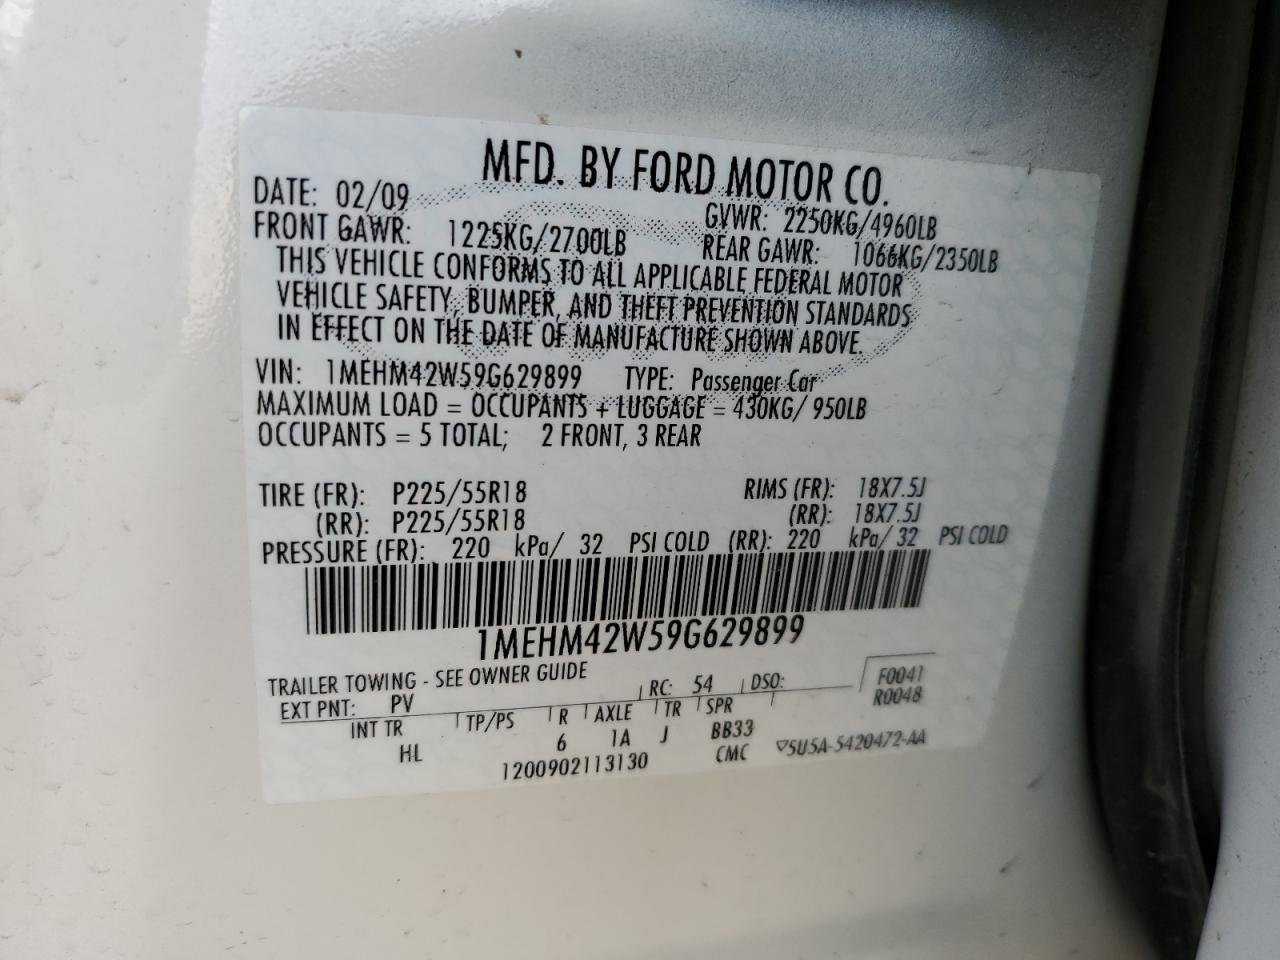 MFD. BY FORD MOTOR CO.
DATE: 02/09 GVWR: 2250KG/4960LB
FRONT GAWR: 1225KG/2700LB REAR GAWR: 1066KG/2350LB
THIS VEHICLE CONFORMS TO ALL APPLICABLE FEDERAL MOTOR
VEHICLE SAFETY, BUMPER, AND THEFT PREVENTION STANDARDS
IN EFFECT ON THE DATE OF MANUFACTURE SHOWN ABOVE.
VIN: 1MEHM42W59G629899 TYPE: Passenger Car
MAXIMUM LOAD = OCCUPANTS + LUGGAGE = 430KG/ 950LB
OCCUPANTS = 5 TOTAL; 2 FRONT, 3 REAR
TIRE (FR): P225/55R18 RIMS (FR): 18X7.5J
(RR): P225/55R18 (RR): 18X7.5J
PRESSURE (FR): 220 kPa/ 32 PSI COLD (RR): 220 kPa/ 32 PSI COLD
1MEHM42W59G629899
TRAILER TOWING - SEE OWNER GUIDE
EXT PNT: PV RC: 54 DSO: F0041
R0048
INT TR TP/PS R AXLE TR SPR
HL 6 1A J BB33
1200902113130 CMC ▽5U5A-5420472-AA